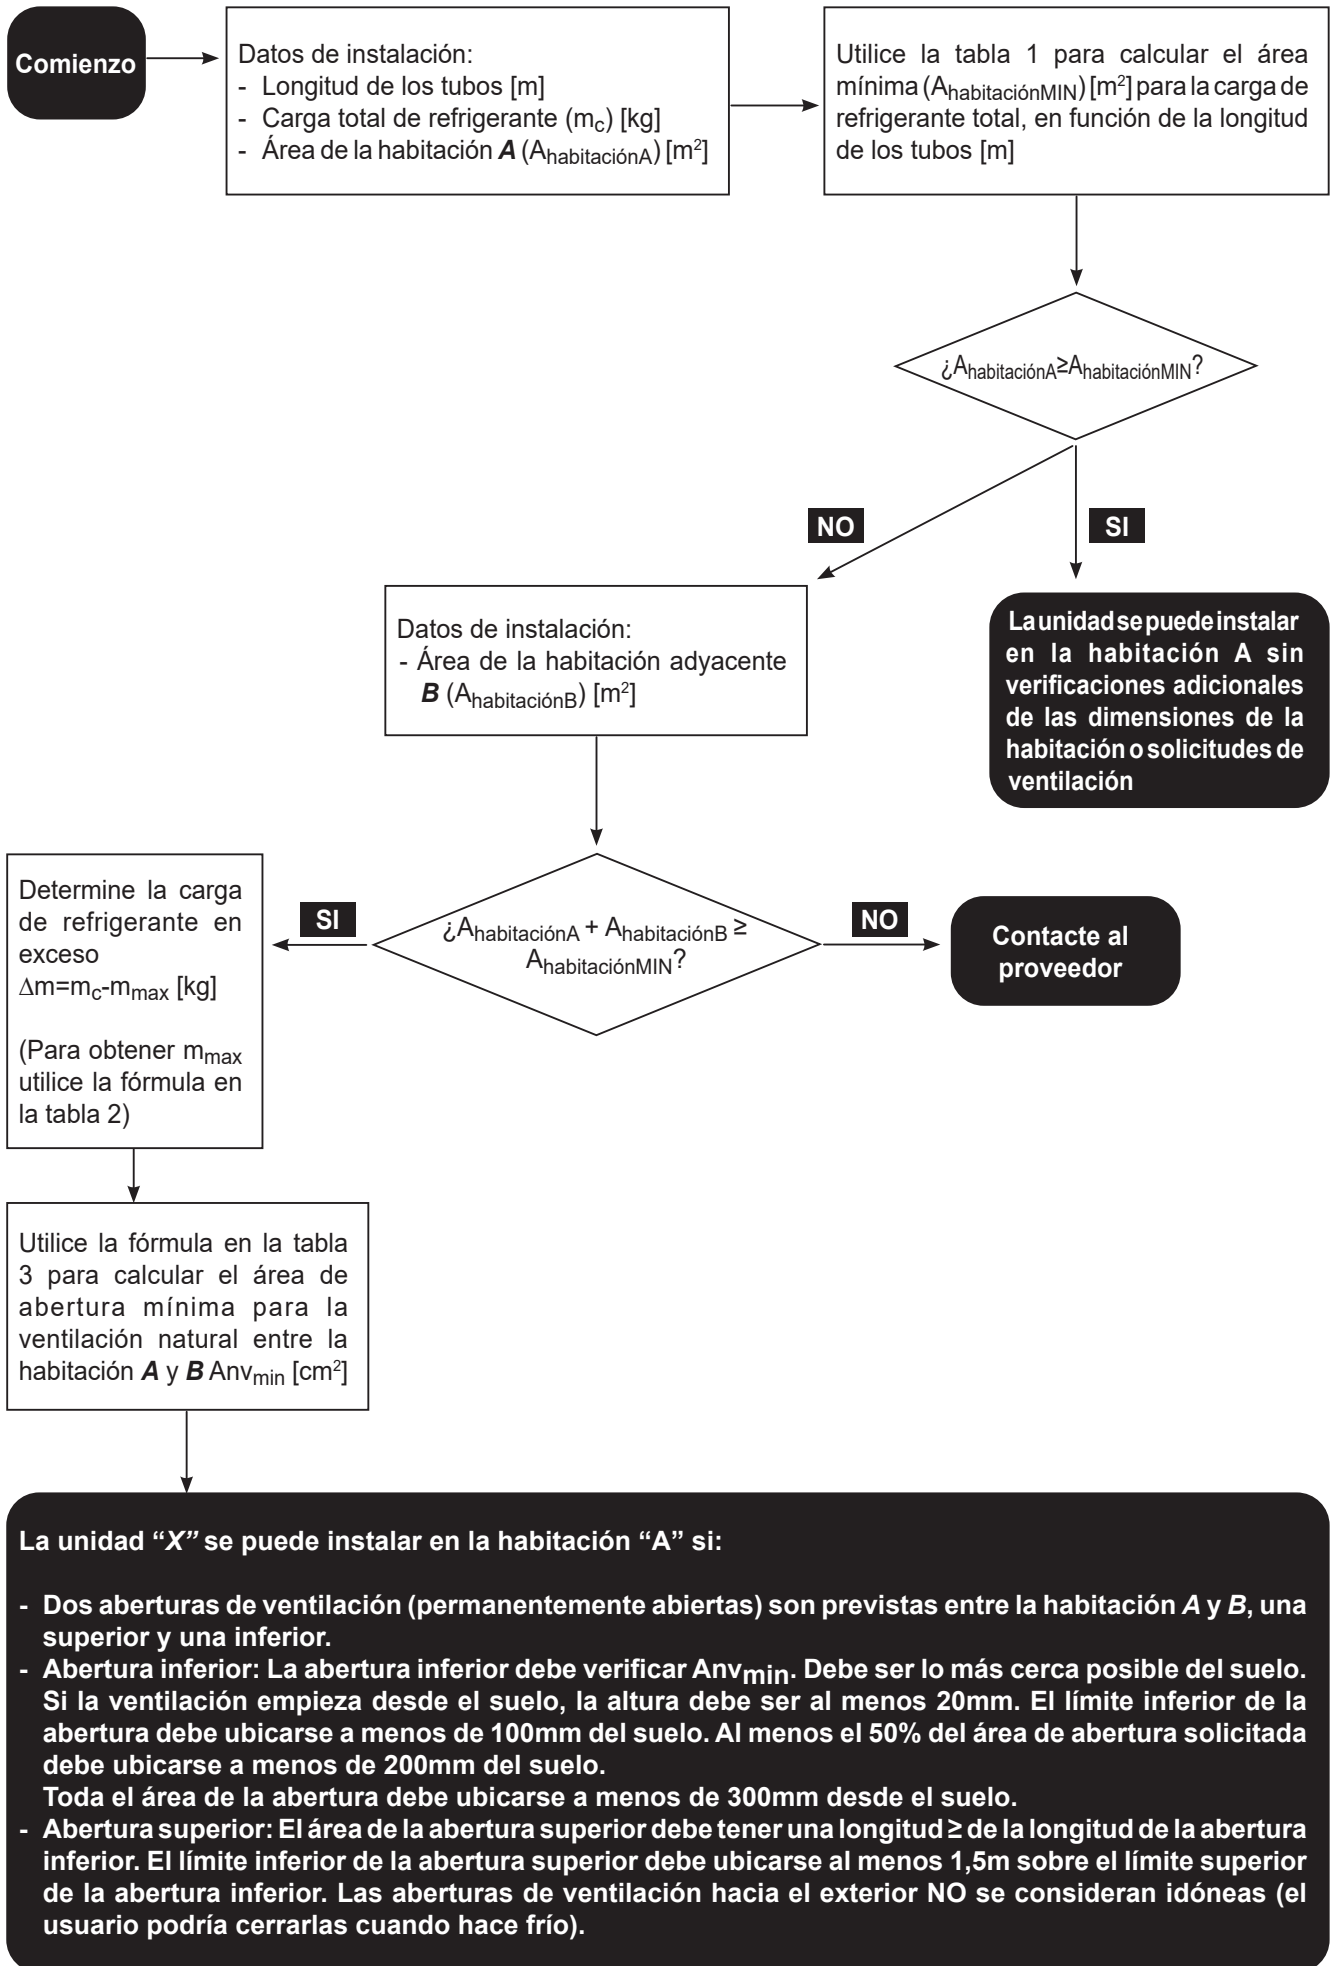 Comienzo
Datos de instalación:
- Longitud de los tubos [m]
- Carga total de refrigerante (mc) [kg]
- Área de la habitación A (AhabitaciónA) [m²]
Utilice la tabla 1 para calcular el área
mínima (AhabitaciónMIN) [m²] para la carga de
refrigerante total, en función de la longitud
de los tubos [m]
¿AhabitaciónA≥AhabitaciónMIN?
NO
SI
Datos de instalación:
- Área de la habitación adyacente
B (AhabitaciónB) [m²]
La unidad se puede instalar
en la habitación A sin
verificaciones adicionales
de las dimensiones de la
habitación o solicitudes de
ventilación
Determine la carga
de refrigerante en
exceso
Δm=mc-mmax [kg]
(Para obtener mmax
utilice la fórmula en
la tabla 2)
SI
¿AhabitaciónA + AhabitaciónB ≥
AhabitaciónMIN?
NO
Contacte al
proveedor
Utilice la fórmula en la tabla
3 para calcular el área de
abertura mínima para la
ventilación natural entre la
habitación A y B Anvmin [cm²]
La unidad “X” se puede instalar en la habitación “A” si:
- Dos aberturas de ventilación (permanentemente abiertas) son previstas entre la habitación A y B, una
superior y una inferior.
- Abertura inferior: La abertura inferior debe verificar Anvmin. Debe ser lo más cerca posible del suelo.
Si la ventilación empieza desde el suelo, la altura debe ser al menos 20mm. El límite inferior de la
abertura debe ubicarse a menos de 100mm del suelo. Al menos el 50% del área de abertura solicitada
debe ubicarse a menos de 200mm del suelo.
Toda el área de la abertura debe ubicarse a menos de 300mm desde el suelo.
- Abertura superior: El área de la abertura superior debe tener una longitud ≥ de la longitud de la abertura
inferior. El límite inferior de la abertura superior debe ubicarse al menos 1,5m sobre el límite superior
de la abertura inferior. Las aberturas de ventilación hacia el exterior NO se consideran idóneas (el
usuario podría cerrarlas cuando hace frío).